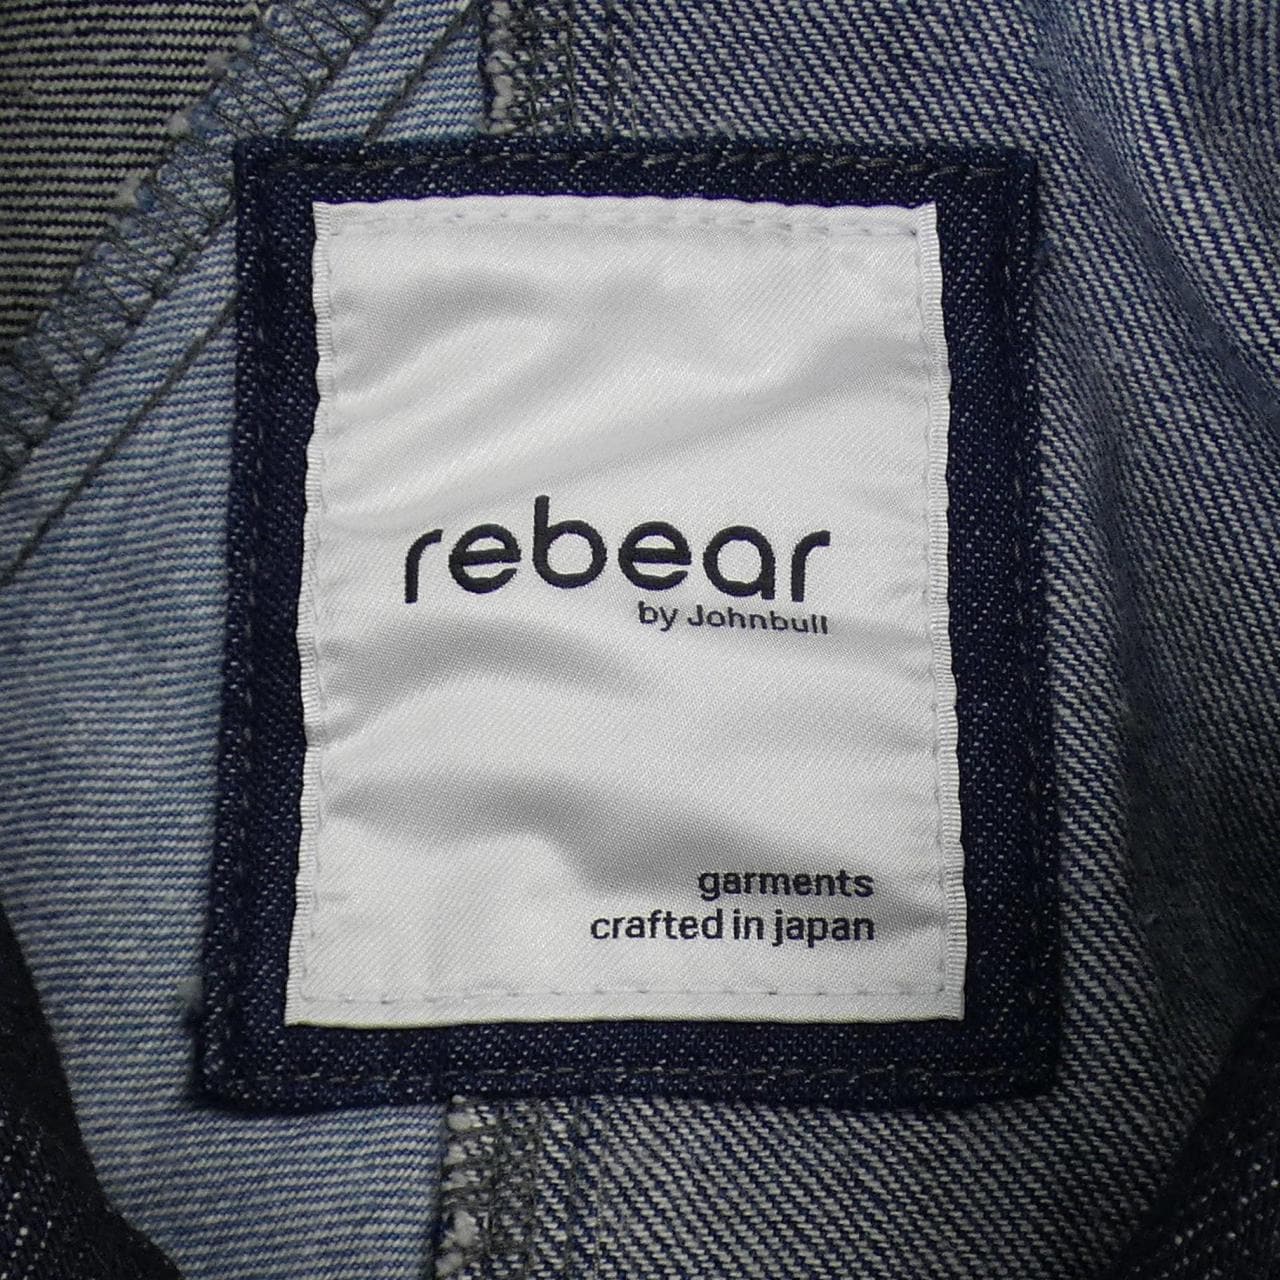 rebear
by Johnbull
garments
crafted in japan